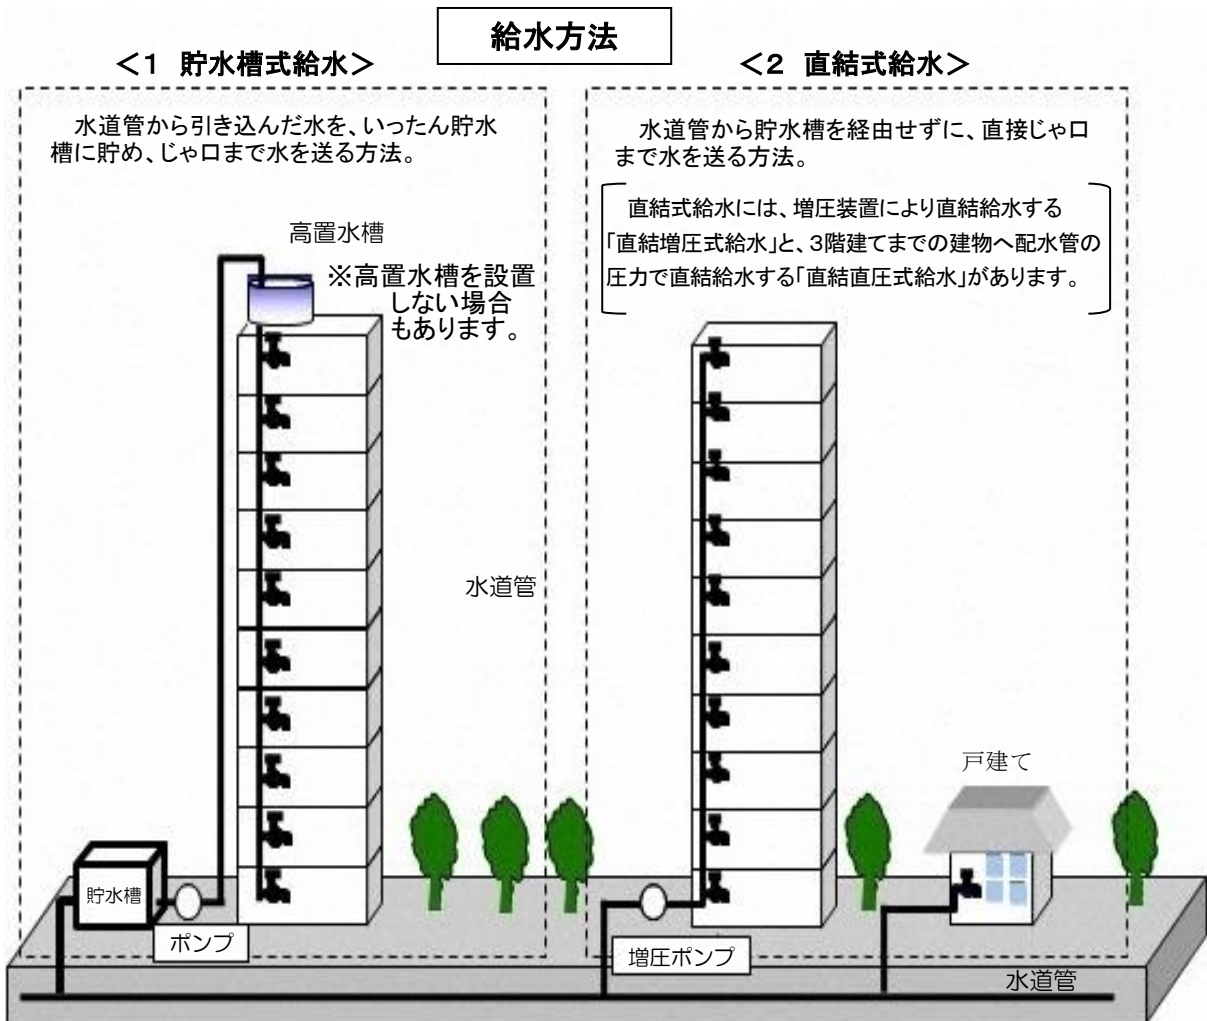 給水方法
＜１ 貯水槽式給水＞
水道管から引き込んだ水を、いったん貯水
槽に貯め、じゃ口まで水を送る方法。
高置水槽
※高置水槽を設置
しない場合
もあります。
水道管
貯水槽
ポンプ
＜２ 直結式給水＞
水道管から貯水槽を経由せずに、直接じゃ口
まで水を送る方法。
直結式給水には、増圧装置により直結給水する
「直結増圧式給水」と、３階建てまでの建物へ配水管の
圧力で直結給水する「直結直圧式給水」があります。
戸建て
増圧ポンプ
水道管